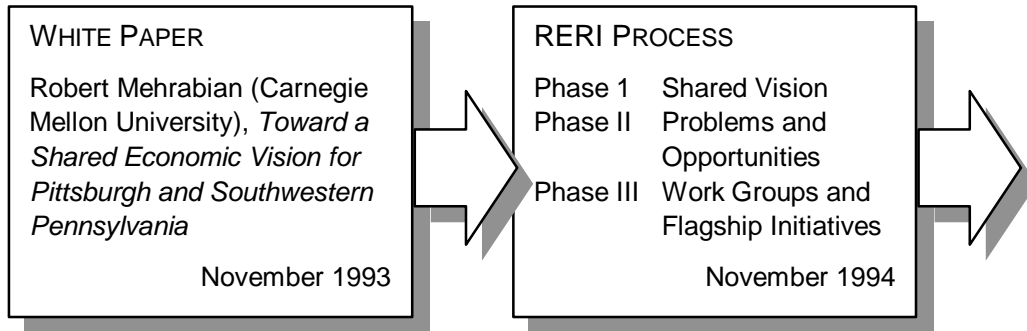 WHITE PAPER
Robert Mehrabian (Carnegie
Mellon University), Toward a
Shared Economic Vision for
Pittsburgh and Southwestern
Pennsylvania
November 1993
RERI PROCESS
Phase 1 Shared Vision
Phase II Problems and
Opportunities
Phase III Work Groups and
Flagship Initiatives
November 1994